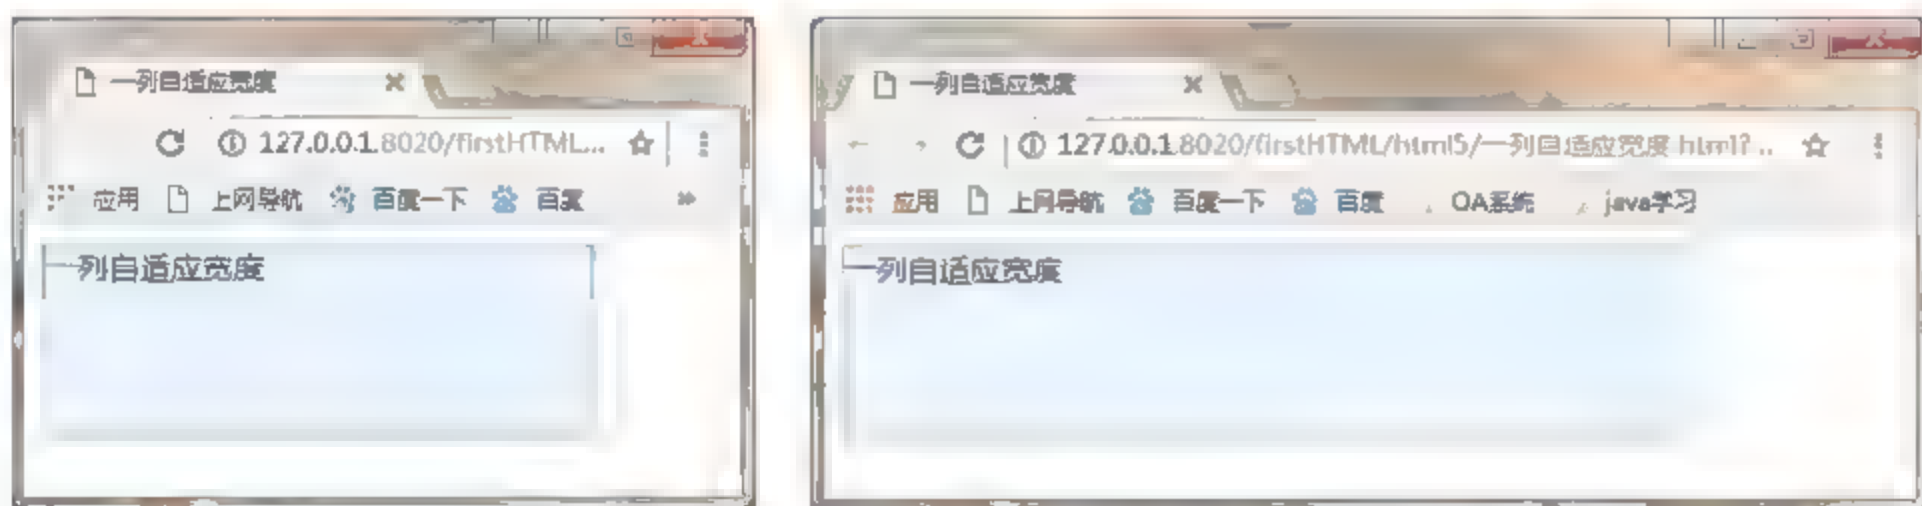 一列自适应宽度
127.0.0.1:8020/firstHTML...
应用 上网导航 百度一下 百度
一列自适应宽度
一列自适应宽度
127.0.0.1:8020/firstHTML/html5/一列自适应宽度.html?..
应用 上网导航 百度一下 百度 OA系统 java学习
一列自适应宽度